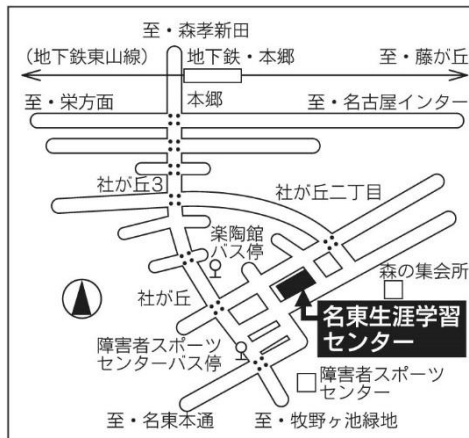 至・森孝新田
(地下鉄東山線)
地下鉄・本郷
至・藤が丘
至・栄方面
本郷
至・名古屋インター
社が丘3
社が丘二丁目
楽陶館
バス停
森の集会所
社が丘
名東生涯学習
センター
障害者スポーツ
センターバス停
障害者スポーツ
センター
至・名東本通
至・牧野ヶ池緑地